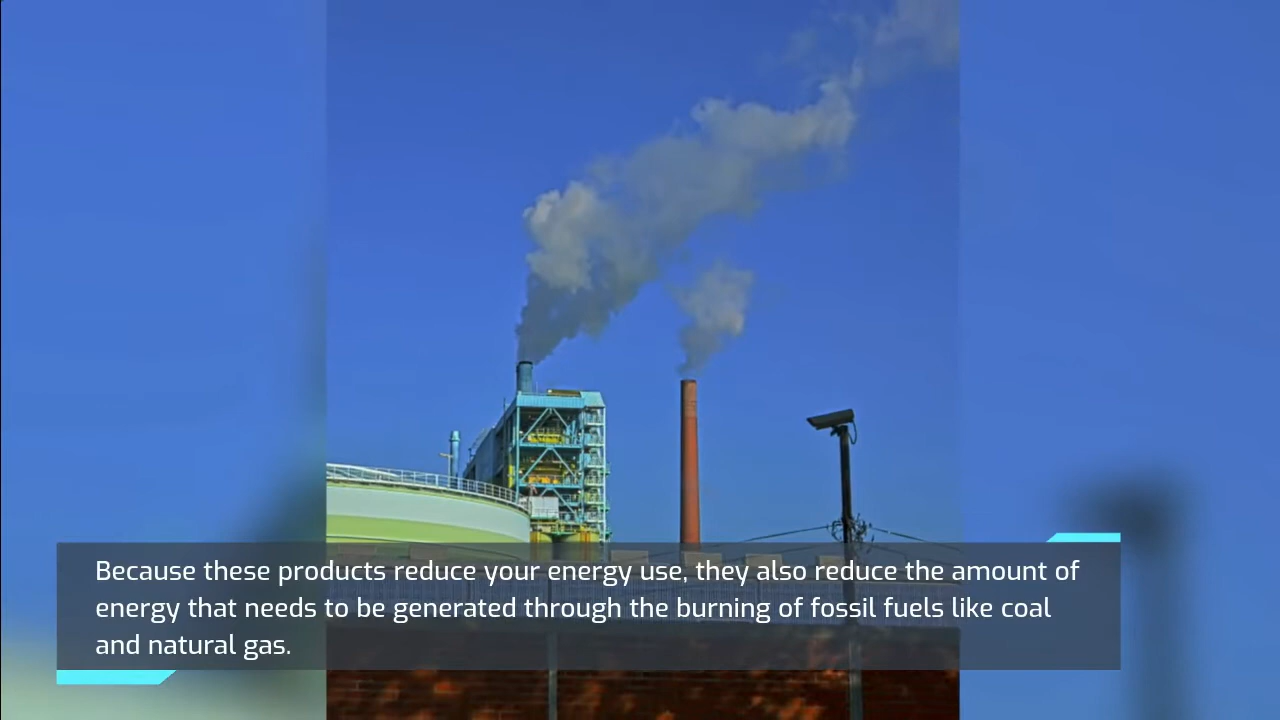 Because these products reduce your energy use, they also reduce the amount of
energy that needs to be generated through the burning of fossil fuels like coal
and natural gas.